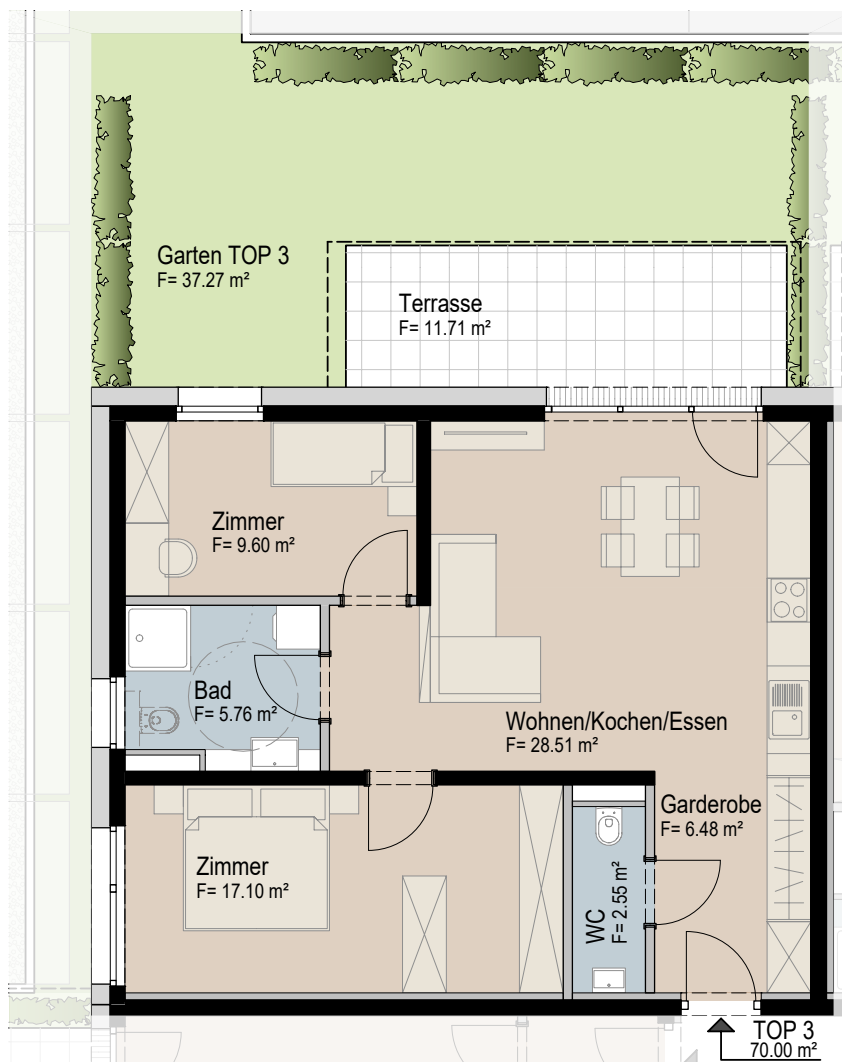 Garten TOP 3
F= 37.27 m²
Terrasse
F= 11.71 m²
Zimmer
F= 9.60 m²
Bad
F= 5.76 m²
Wohnen/Kochen/Essen
F= 28.51 m²
Garderobe
F= 6.48 m²
Zimmer
F= 17.10 m²
WC
F= 2.55 m²
TOP 3
70.00 m²